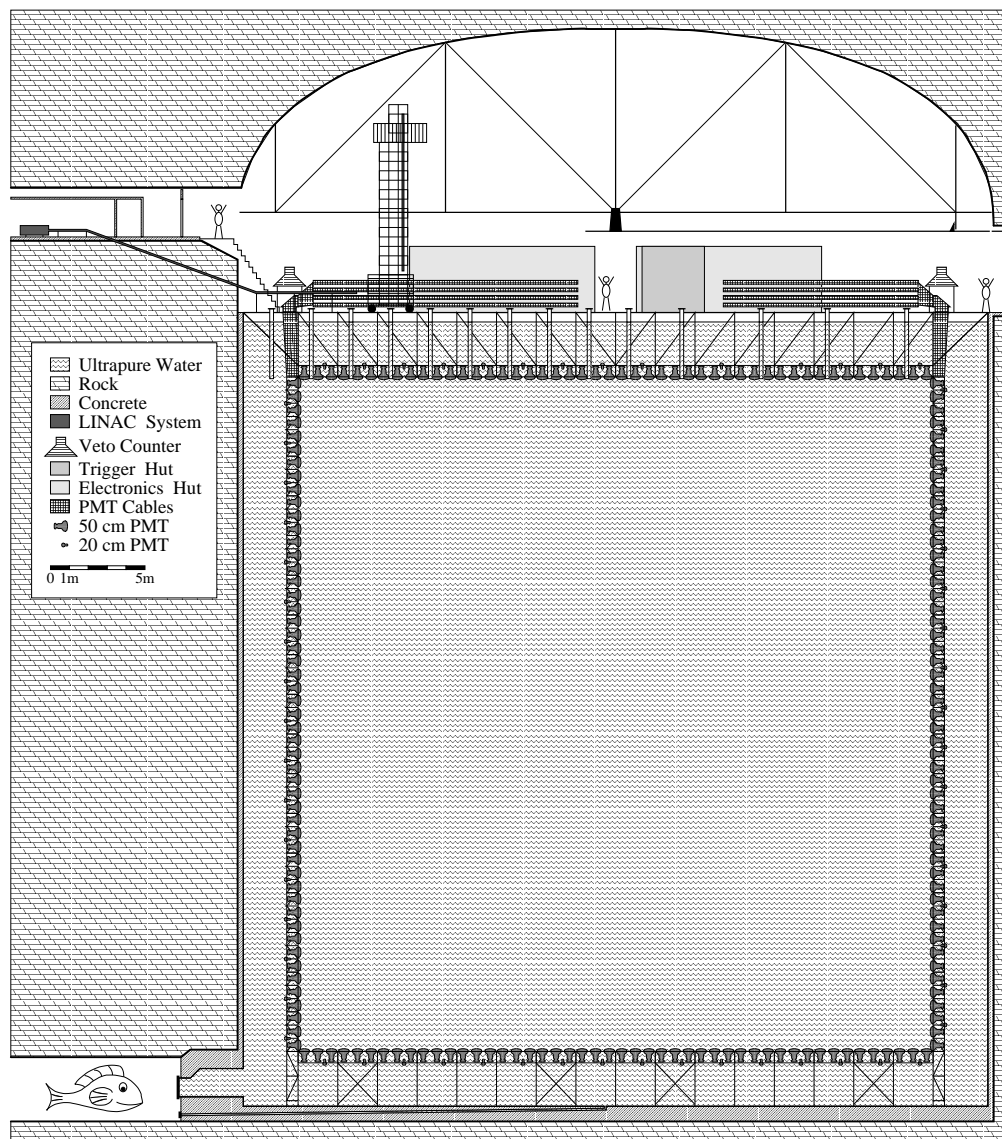 Ultrapure Water
Rock
Concrete
LINAC System
Veto Counter
Trigger Hut
Electronics Hut
PMT Cables
50 cm PMT
20 cm PMT
0 1m 5m